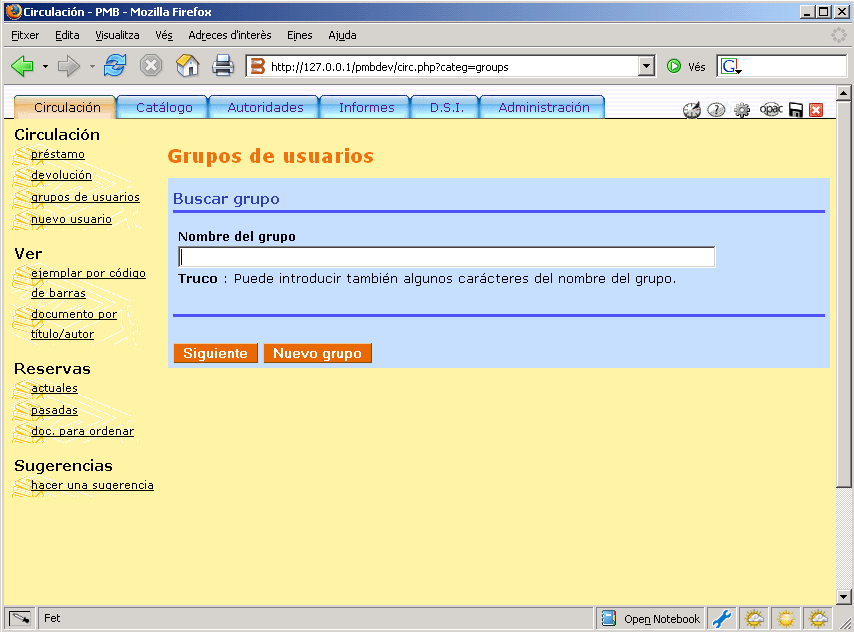 Circulación - PMB - Mozilla Firefox
Fitxer Edita Visualitza Vés Adreces d'interès Eines Ajuda
http://127.0.0.1/pmbdev/circ.php?categ=groups Vés
Circulación Catálogo Autoridades Informes D.S.I. Administración opac
Circulación
préstamo
devolución
grupos de usuarios
nuevo usuario
Ver
ejemplar por código
de barras
documento por
título/autor
Reservas
actuales
pasadas
doc. para ordenar
Sugerencias
hacer una sugerencia
Grupos de usuarios
Buscar grupo
Nombre del grupo
Truco : Puede introducir también algunos carácteres del nombre del grupo.
Siguiente Nuevo grupo
Fet Open Notebook